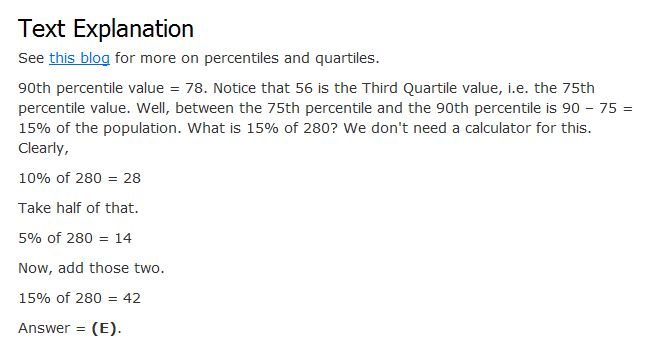 Text Explanation
See this blog for more on percentiles and quartiles.
90th percentile value = 78. Notice that 56 is the Third Quartile value, i.e. the 75th
percentile value. Well, between the 75th percentile and the 90th percentile is 90 – 75 =
15% of the population. What is 15% of 280? We don't need a calculator for this.
Clearly,
10% of 280 = 28
Take half of that.
5% of 280 = 14
Now, add those two.
15% of 280 = 42
Answer = (E).